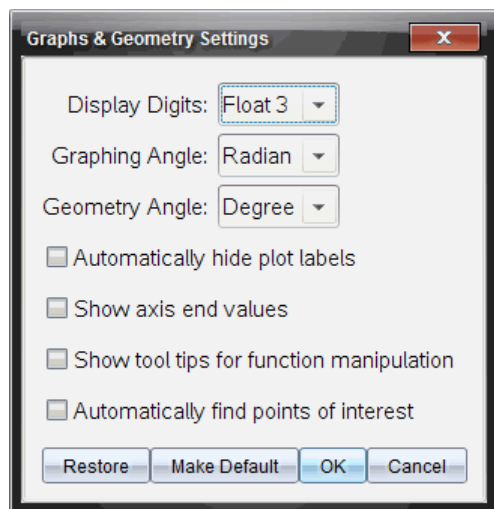 Graphs & Geometry Settings
Display Digits: Float 3
Graphing Angle: Radian
Geometry Angle: Degree
Automatically hide plot labels
Show axis end values
Show tool tips for function manipulation
Automatically find points of interest
Restore Make Default OK Cancel